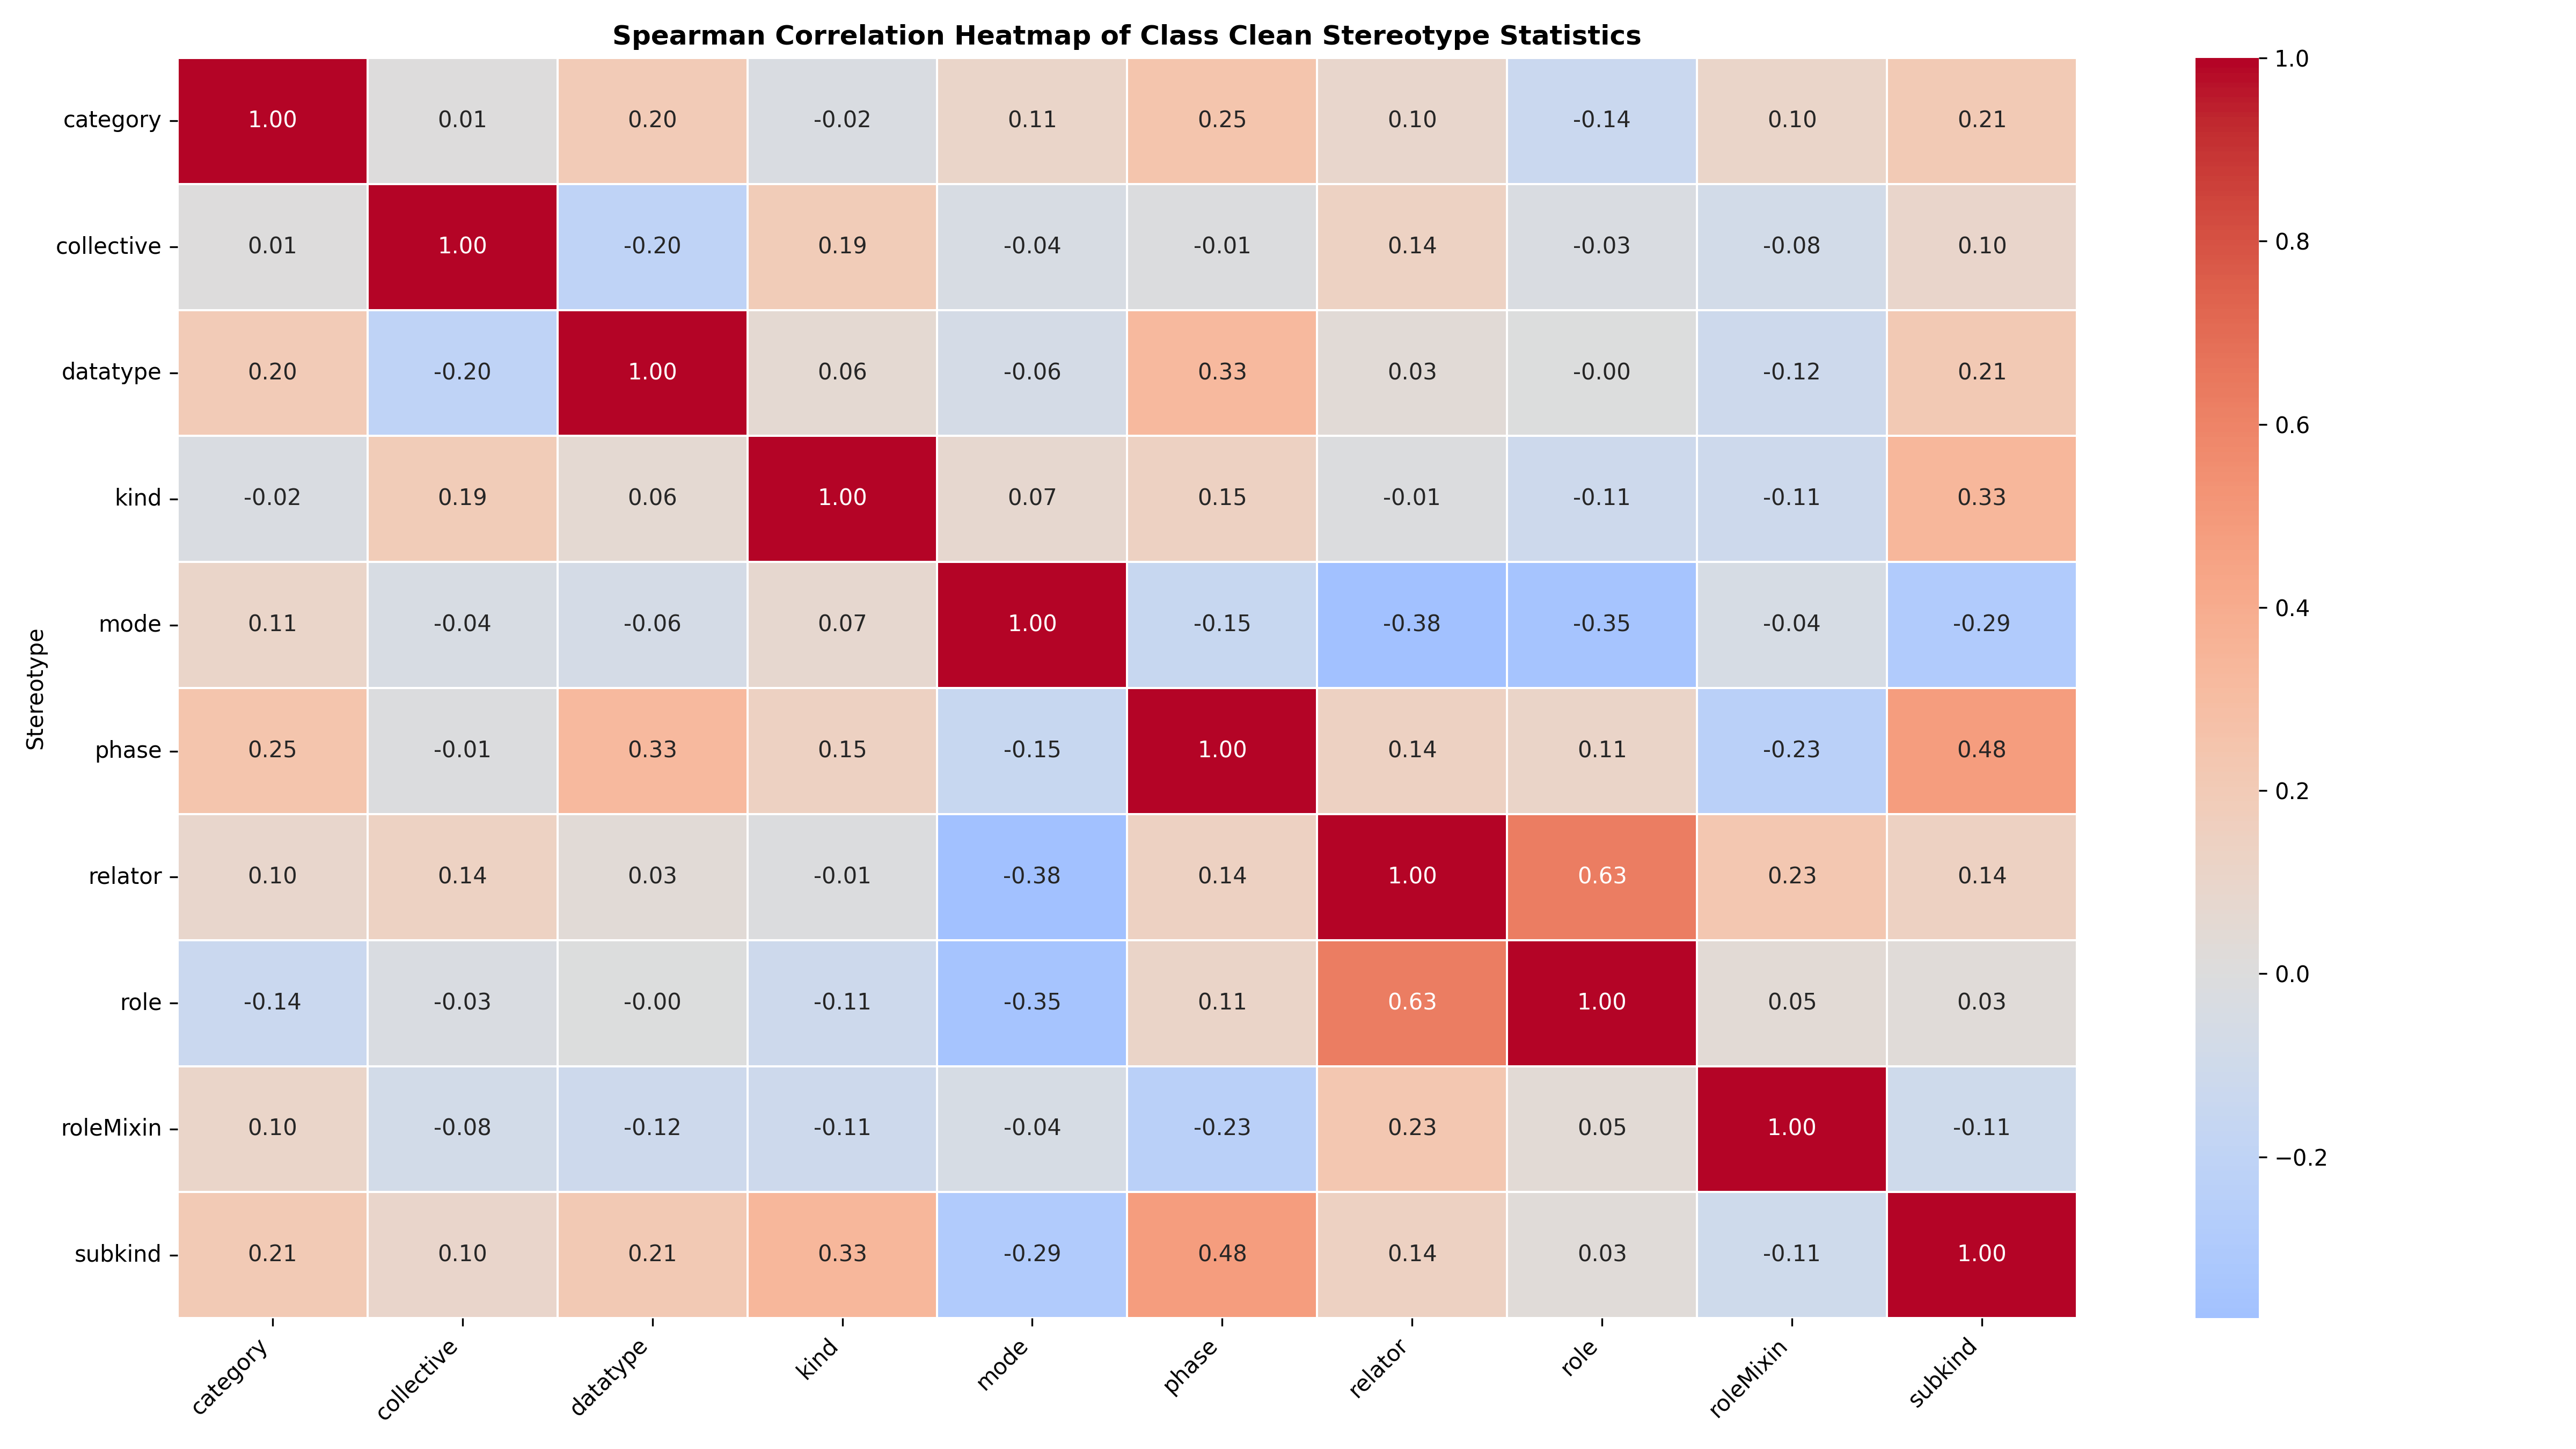 Spearman Correlation Heatmap of Class Clean Stereotype Statistics
category 1.00 0.01 0.20 -0.02 0.11 0.25 0.10 -0.14 0.10 0.21
collective 0.01 1.00 -0.20 0.19 -0.04 -0.01 0.14 -0.03 -0.08 0.10
datatype 0.20 -0.20 1.00 0.06 -0.06 0.33 0.03 -0.00 -0.12 0.21
kind -0.02 0.19 0.06 1.00 0.07 0.15 -0.01 -0.11 -0.11 0.33
mode 0.11 -0.04 -0.06 0.07 1.00 -0.15 -0.38 -0.35 -0.04 -0.29
phase 0.25 -0.01 0.33 0.15 -0.15 1.00 0.14 0.11 -0.23 0.48
relator 0.10 0.14 0.03 -0.01 -0.38 0.14 1.00 0.63 0.23 0.14
role -0.14 -0.03 -0.00 -0.11 -0.35 0.11 0.63 1.00 0.05 0.03
roleMixin 0.10 -0.08 -0.12 -0.11 -0.04 -0.23 0.23 0.05 1.00 -0.11
subkind 0.21 0.10 0.21 0.33 -0.29 0.48 0.14 0.03 -0.11 1.00
category collective datatype kind mode phase relator role roleMixin subkind
Stereotype
1.0
0.8
0.6
0.4
0.2
0.0
−0.2